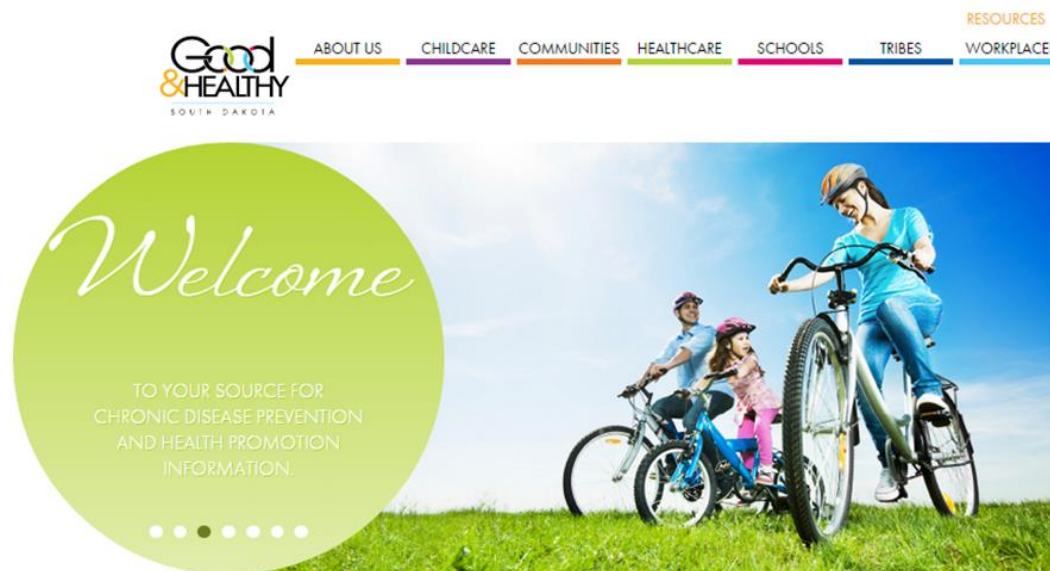 RESOURCES
Good
&HEALTHY
SOUTH DAKOTA
ABOUT US
CHILDCARE
COMMUNITIES
HEALTHCARE
SCHOOLS
TRIBES
WORKPLACE
Welcome
TO YOUR SOURCE FOR
CHRONIC DISEASE PREVENTION
AND HEALTH PROMOTION
INFORMATION.